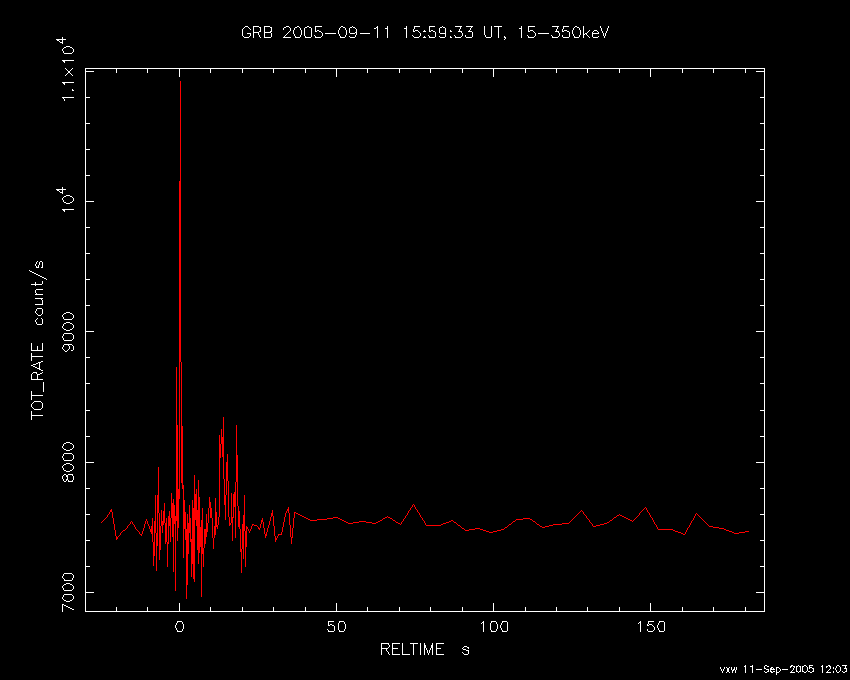 GRB 2005-09-11 15:59:33 UT, 15-350keV
1.1×10⁴
10⁴
9000
8000
7000
TOT_RATE count/s
0 50 100 150
RELTIME s
vxw 11-Sep-2005 12:03